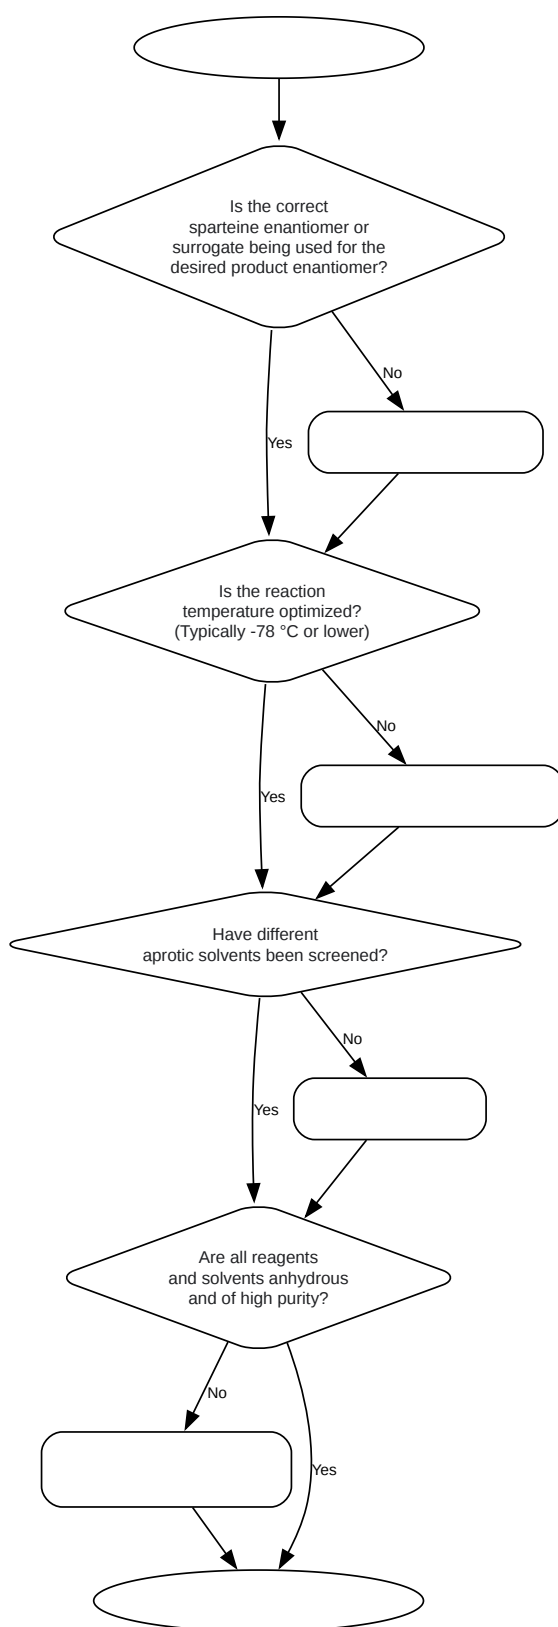 Is the correct
sparteine enantiomer or
surrogate being used for the
desired product enantiomer?
No
Yes
Is the reaction
temperature optimized?
(Typically -78 °C or lower)
No
Yes
Have different
aprotic solvents been screened?
No
Yes
Are all reagents
and solvents anhydrous
and of high purity?
No
Yes